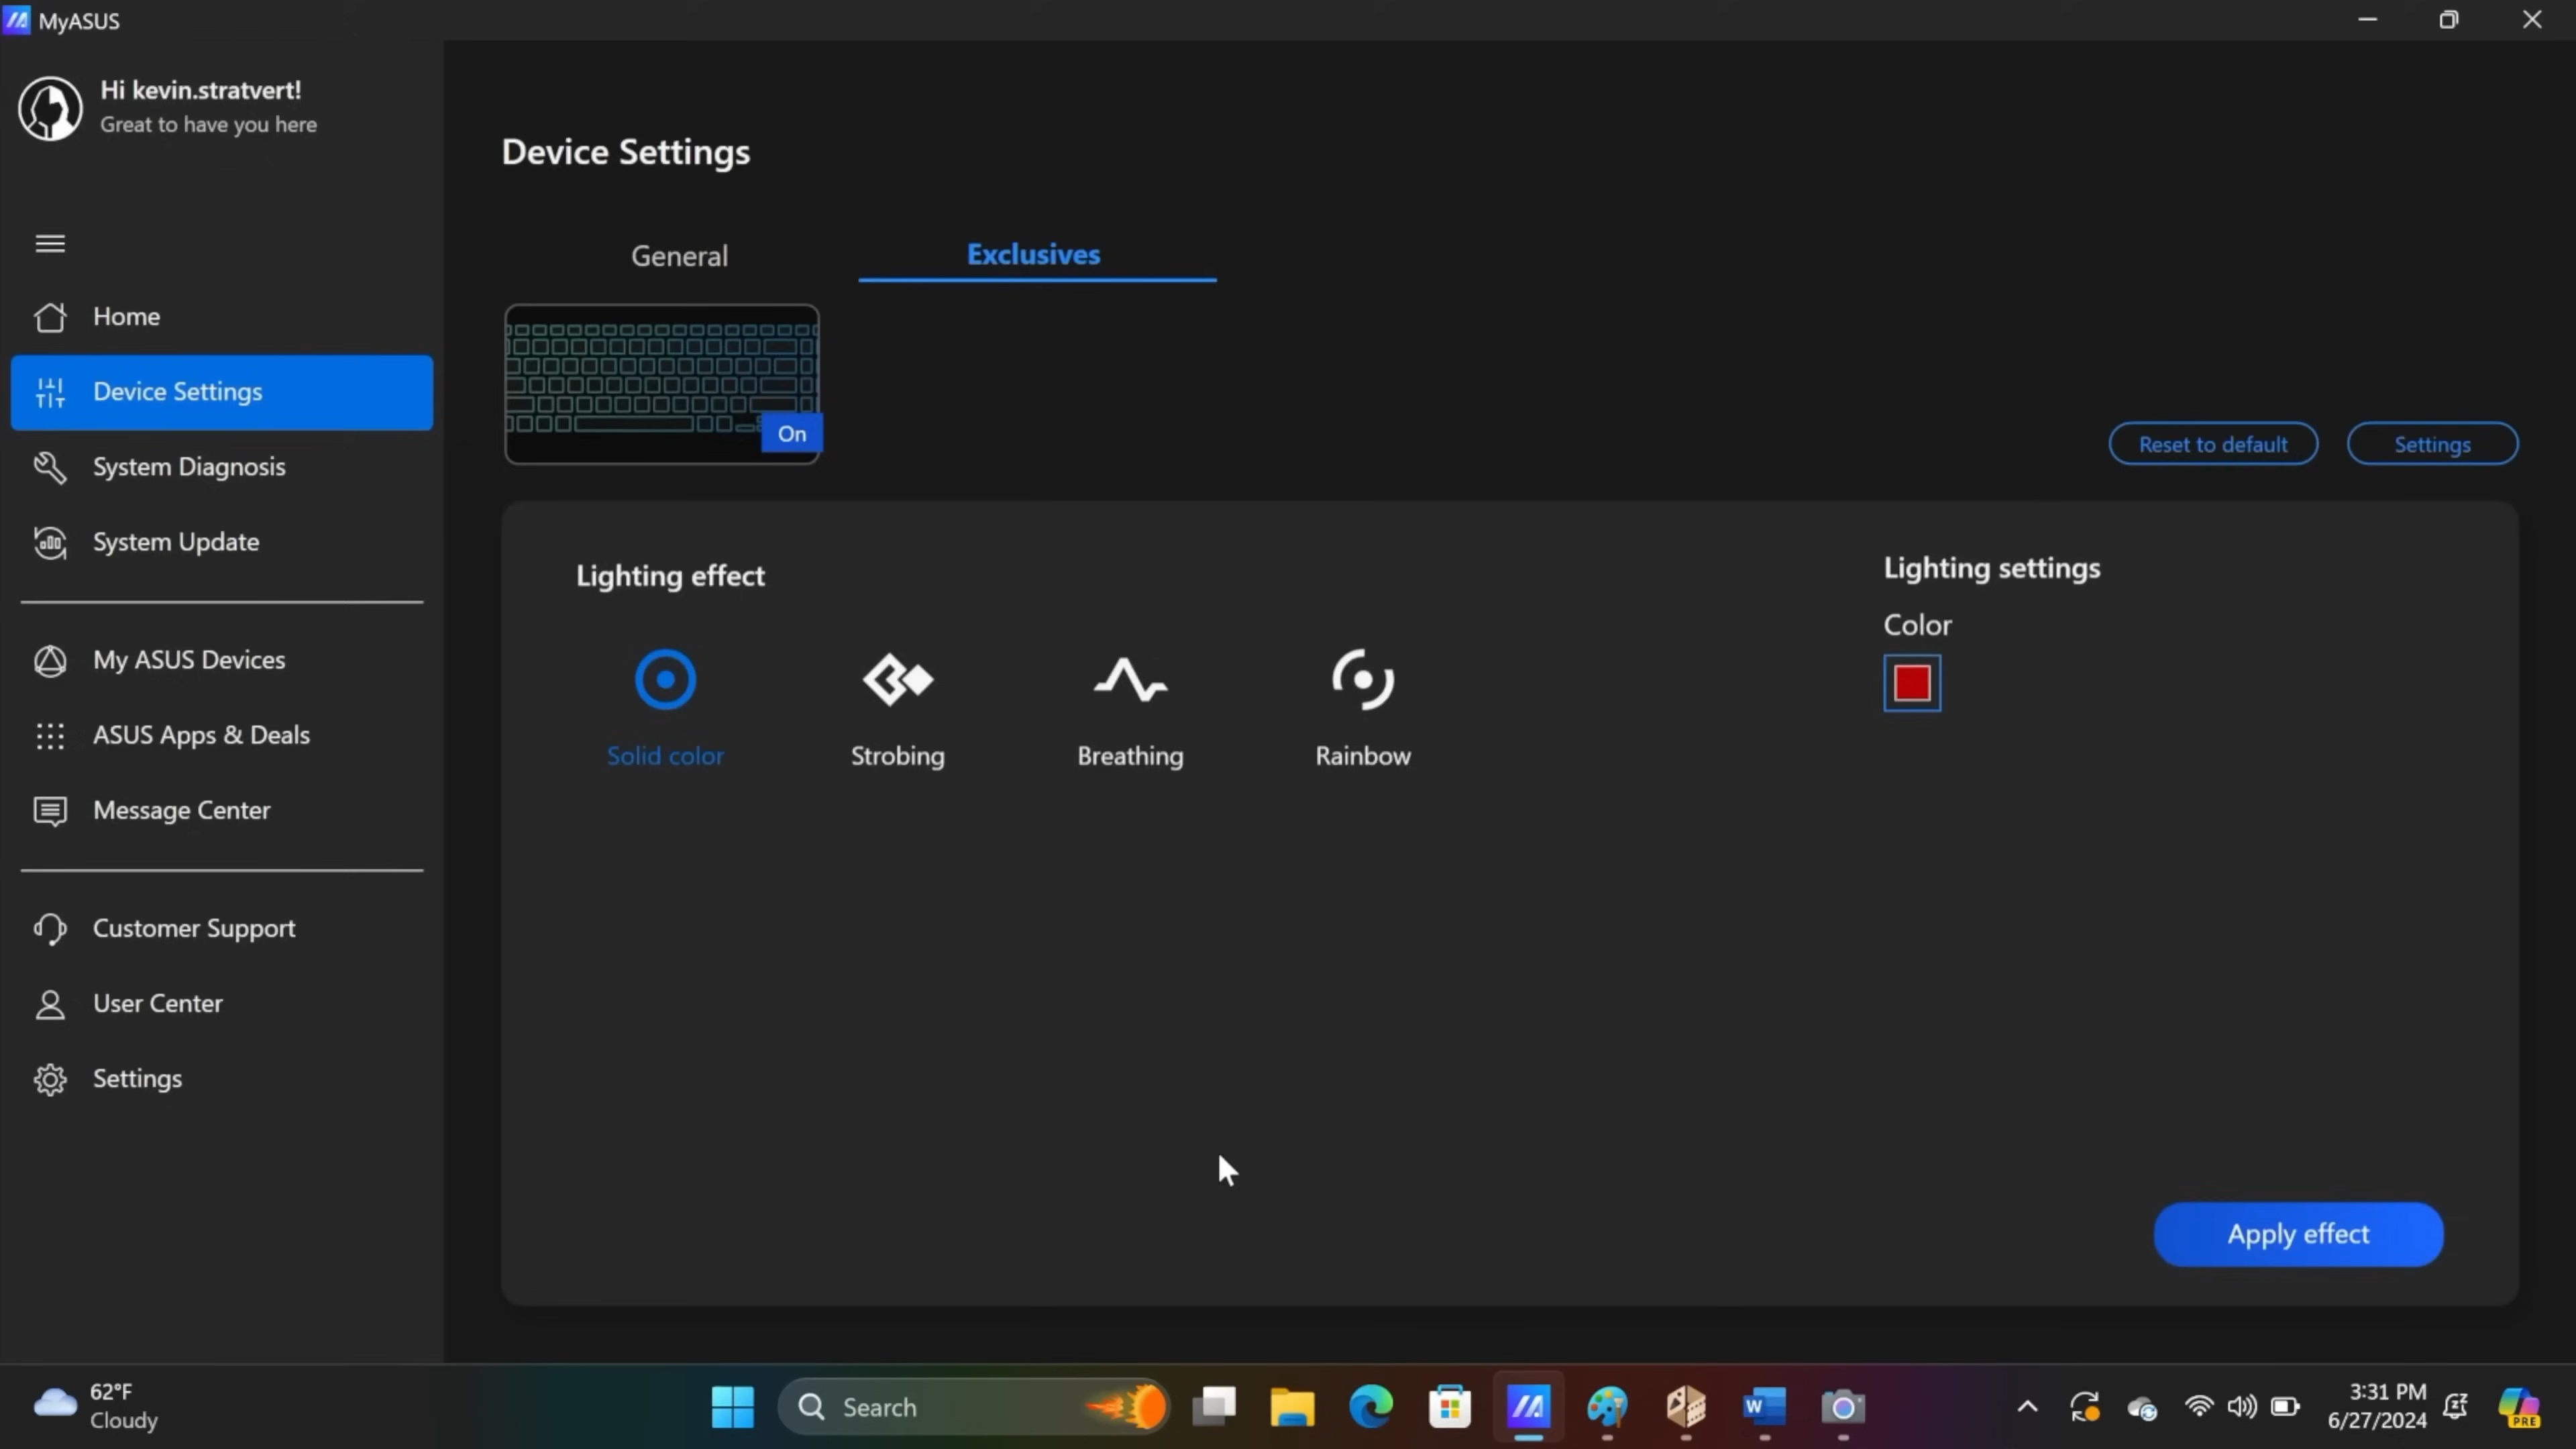 MyASUS
Hi kevin.stratvert!
Great to have you here
Home
Device Settings
System Diagnosis
System Update
My ASUS Devices
ASUS Apps & Deals
Message Center
Customer Support
User Center
Settings
Device Settings
General
Exclusives
On
Reset to default
Settings
Lighting effect
Solid color
Strobing
Breathing
Rainbow
Lighting settings
Color
Apply effect
62°F
Cloudy
Search
W
3:31 PM
6/27/2024
PRE